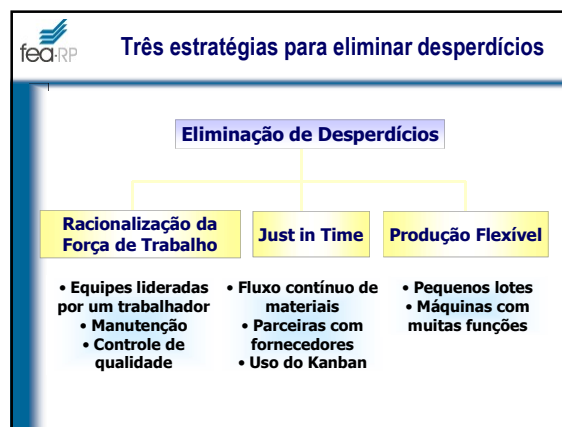 fea-RP
Três estratégias para eliminar desperdícios
Eliminação de Desperdícios
Racionalização da
Força de Trabalho
Just in Time
Produção Flexível
• Equipes lideradas
por um trabalhador
• Manutenção
• Controle de
qualidade
• Fluxo contínuo de
materiais
• Parceiras com
fornecedores
• Uso do Kanban
• Pequenos lotes
• Máquinas com
muitas funções